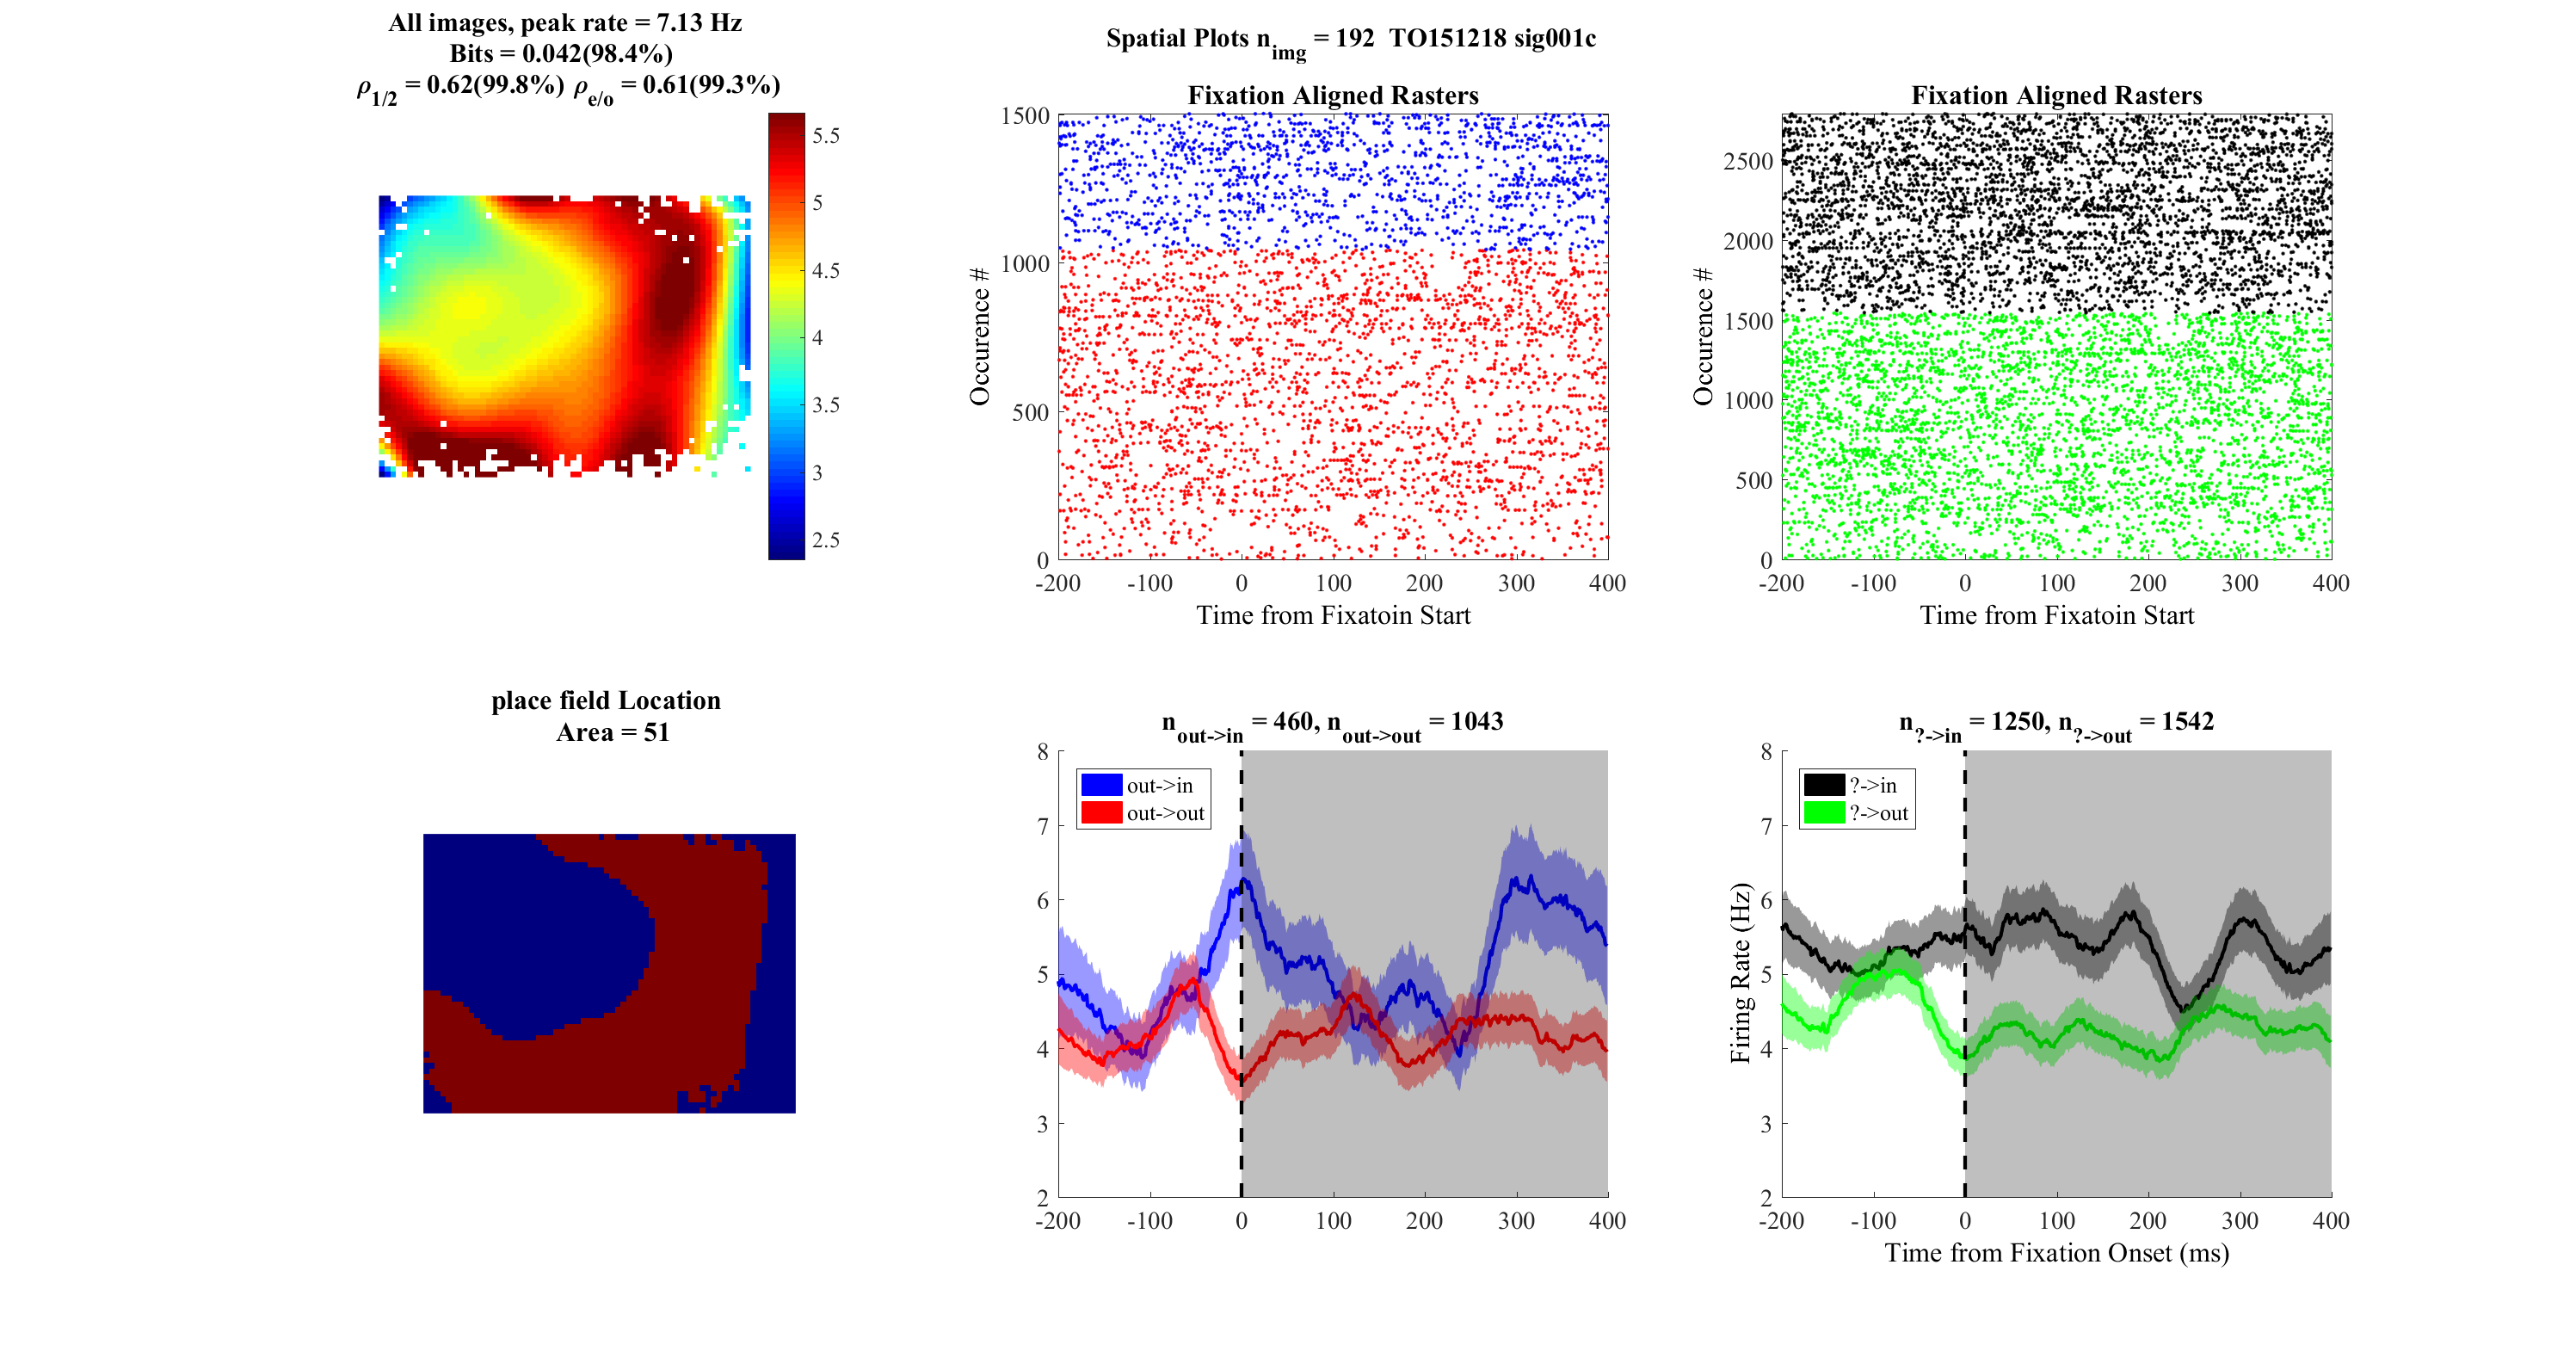 All images, peak rate = 7.13 Hz
Bits = 0.042(98.4%)
ρ1/2 = 0.62(99.8%) ρe/o = 0.61(99.3%)
5.5
5
4.5
4
3.5
3
2.5
Spatial Plots nimg = 192 TO151218 sig001c
Fixation Aligned Rasters
1500
1000
500
0
Occurence #
-200 -100 0 100 200 300 400
Time from Fixatoin Start
Fixation Aligned Rasters
2500
2000
1500
1000
500
0
Occurence #
-200 -100 0 100 200 300 400
Time from Fixatoin Start
place field Location
Area = 51
nout->in = 460, nout->out = 1043
8
7
6
5
4
3
2
out->in
out->out
-200 -100 0 100 200 300 400
n?->in = 1250, n?->out = 1542
8
7
6
5
4
3
2
Firing Rate (Hz)
?->in
?->out
-200 -100 0 100 200 300 400
Time from Fixation Onset (ms)